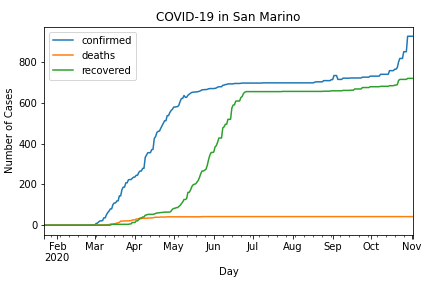 COVID-19 in San Marino
confirmed
deaths
recovered
Number of Cases
800
600
400
200
0
Feb Mar Apr May Jun Jul Aug Sep Oct Nov
2020
Day